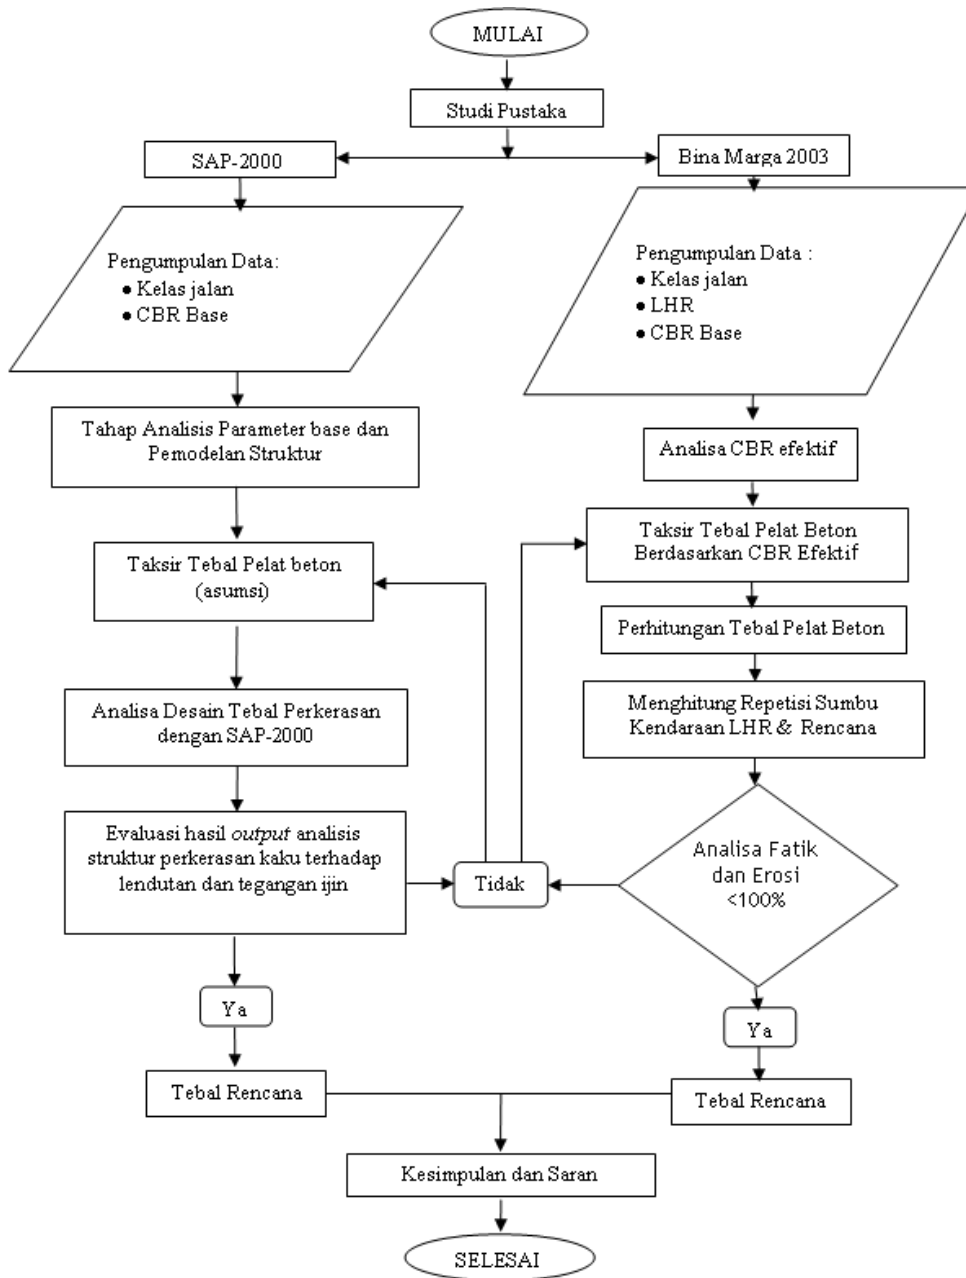 MULAI
Studi Pustaka
SAP-2000
Bina Marga 2003
Pengumpulan Data:
● Kelas jalan
● CBR Base
Pengumpulan Data :
● Kelas jalan
● LHR
● CBR Base
Tahap Analisis Parameter base dan
Pemodelan Struktur
Analisa CBR efektif
Taksir Tebal Pelat beton
(asumsi)
Taksir Tebal Pelat Beton
Berdasarkan CBR Efektif
Perhitungan Tebal Pelat Beton
Analisa Desain Tebal Perkerasan
dengan SAP-2000
Menghitung Repetisi Sumbu
Kendaraan LHR & Rencana
Evaluasi hasil output analisis
struktur perkerasan kaku terhadap
lendutan dan tegangan ijin
Tidak
Analisa Fatik
dan Erosi
<100%
Ya
Ya
Tebal Rencana
Tebal Rencana
Kesimpulan dan Saran
SELESAI